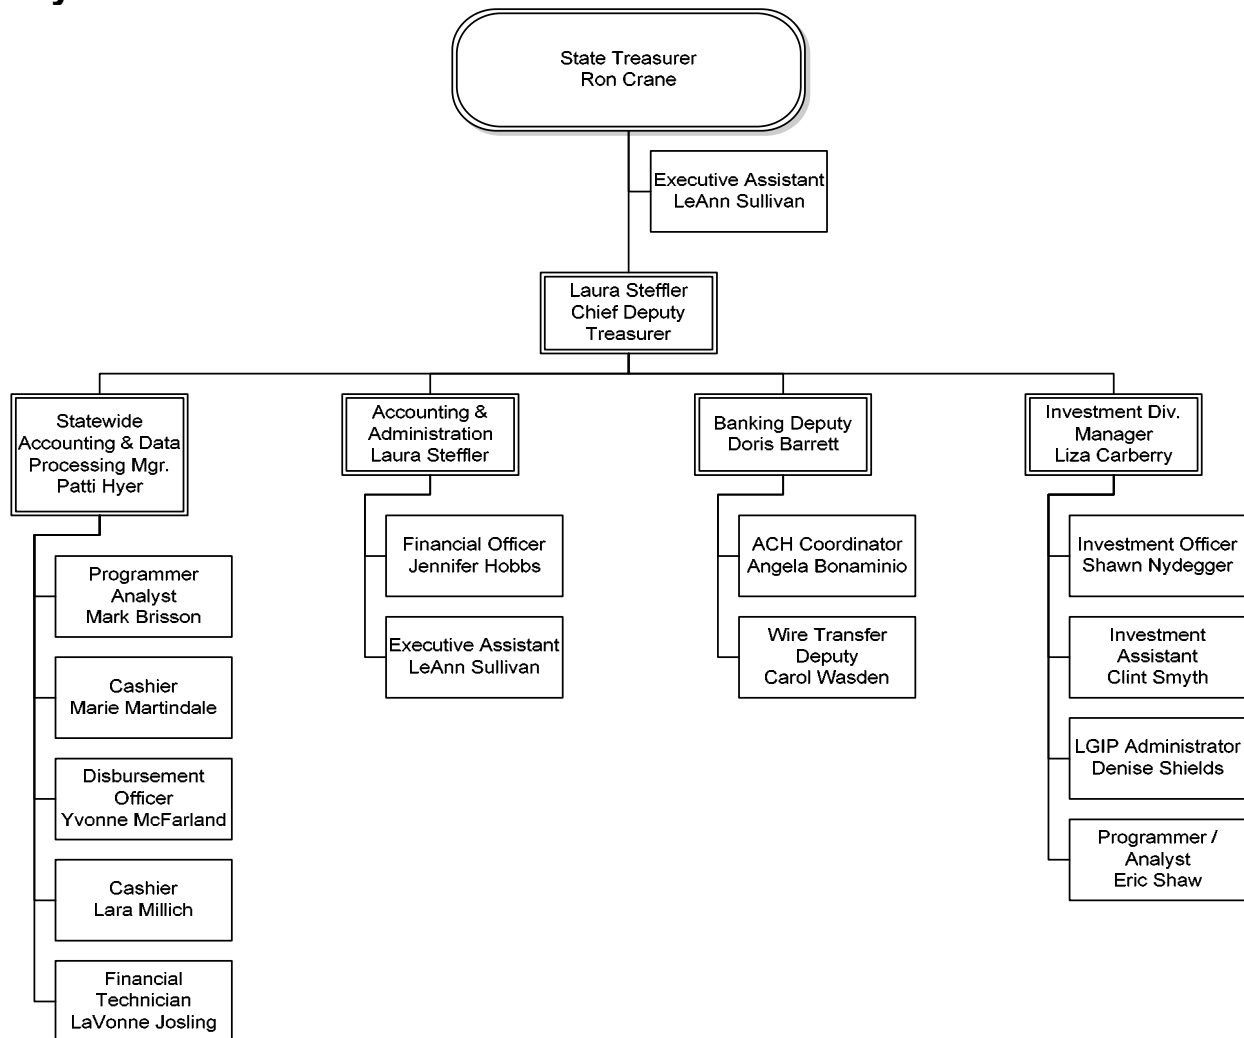 State Treasurer
Ron Crane
Executive Assistant
LeAnn Sullivan
Laura Steffler
Chief Deputy
Treasurer
Statewide
Accounting & Data
Processing Mgr.
Patti Hyer
Programmer
Analyst
Mark Brisson
Cashier
Marie Martindale
Disbursement
Officer
Yvonne McFarland
Cashier
Lara Millich
Financial
Technician
LaVonne Josling
Accounting &
Administration
Laura Steffler
Financial Officer
Jennifer Hobbs
Executive Assistant
LeAnn Sullivan
Banking Deputy
Doris Barrett
ACH Coordinator
Angela Bonaminio
Wire Transfer
Deputy
Carol Wasden
Investment Div.
Manager
Liza Carberry
Investment Officer
Shawn Nydegger
Investment
Assistant
Clint Smyth
LGIP Administrator
Denise Shields
Programmer /
Analyst
Eric Shaw